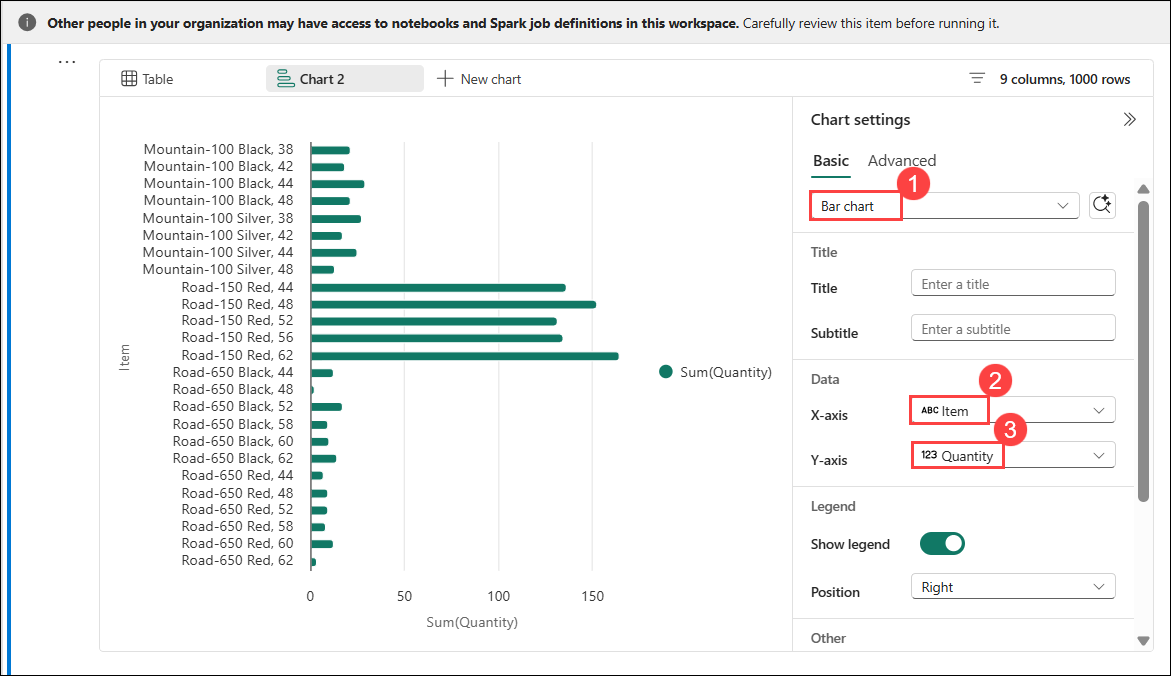 Other people in your organization may have access to notebooks and Spark job definitions in this workspace. Carefully review this item before running it.
Table
Chart 2
New chart
9 columns, 1000 rows
Mountain-100 Black, 38
Mountain-100 Black, 42
Mountain-100 Black, 44
Mountain-100 Black, 48
Mountain-100 Silver, 38
Mountain-100 Silver, 42
Mountain-100 Silver, 44
Mountain-100 Silver, 48
Road-150 Red, 44
Road-150 Red, 48
Road-150 Red, 52
Road-150 Red, 56
Road-150 Red, 62
Road-650 Black, 44
Road-650 Black, 48
Road-650 Black, 52
Road-650 Black, 58
Road-650 Black, 60
Road-650 Black, 62
Road-650 Red, 44
Road-650 Red, 48
Road-650 Red, 52
Road-650 Red, 58
Road-650 Red, 60
Road-650 Red, 62
Item
0 50 100 150
Sum(Quantity)
Sum(Quantity)
Chart settings
Basic Advanced
1
Bar chart
Title
Title Enter a title
Subtitle Enter a subtitle
Data
2
X-axis ABC Item
3
Y-axis 123 Quantity
Legend
Show legend
Position Right
Other